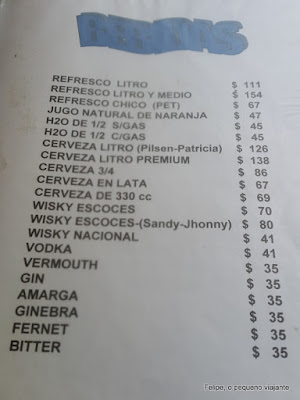 BEBIDAS
REFRESCO LITRO $ 111
REFRESCO LITRO Y MEDIO $ 154
REFRESCO CHICO (PET) $ 67
JUGO NATURAL DE NARANJA $ 47
H2O DE 1/2 S/GAS $ 45
H2O DE 1/2 C/GAS $ 45
CERVEZA LITRO (Pilsen-Patricia) $ 126
CERVEZA LITRO PREMIUM $ 138
CERVEZA 3/4 $ 86
CERVEZA EN LATA $ 67
CERVEZA DE 330 cc $ 69
WISKY ESCOCES $ 70
WISKY ESCOCES-(Sandy-Jhonny) $ 80
WISKY NACIONAL $ 41
VODKA $ 41
VERMOUTH $ 35
GIN $ 35
AMARGA $ 35
GINEBRA $ 35
FERNET $ 35
BITTER $ 35
Felipe, o pequeno viajante